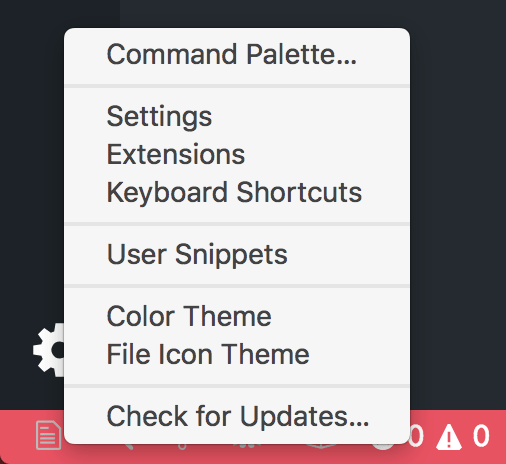 Command Palette...
Settings
Extensions
Keyboard Shortcuts
User Snippets
Color Theme
File Icon Theme
Check for Updates...
0 0